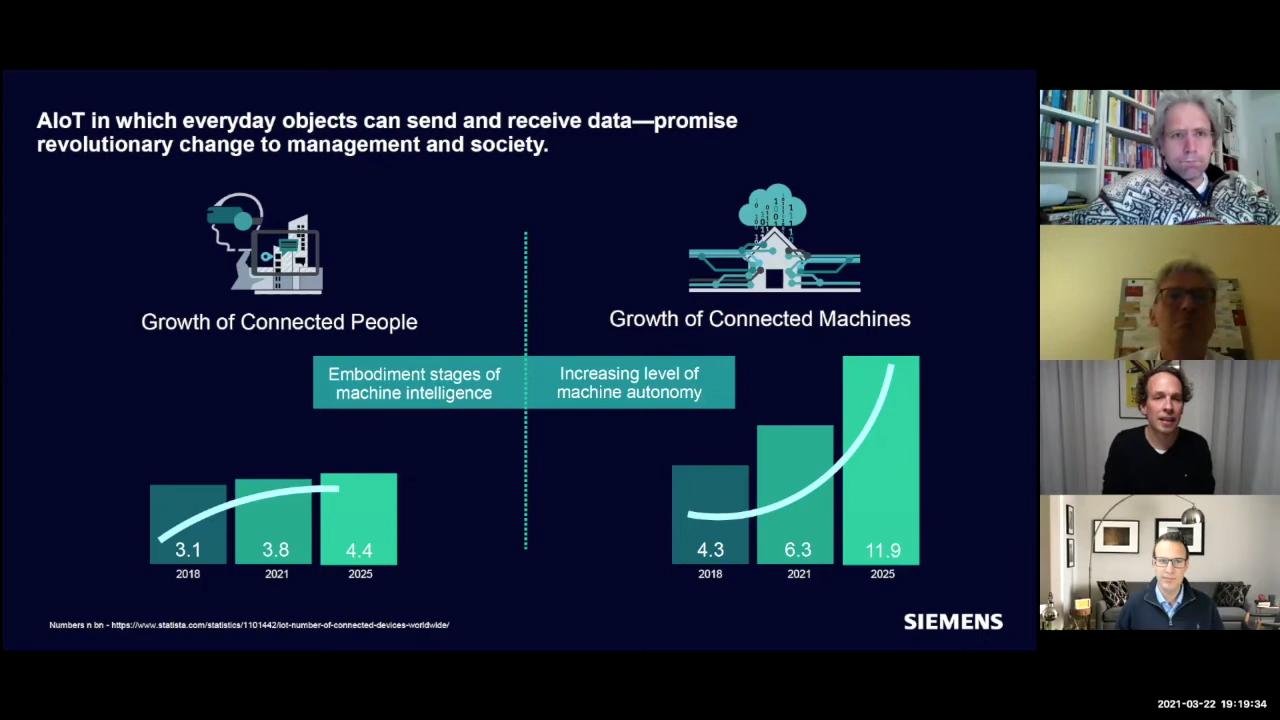 AIoT in which everyday objects can send and receive data—promise
revolutionary change to management and society.
Growth of Connected People
Growth of Connected Machines
Embodiment stages of
machine intelligence
Increasing level of
machine autonomy
3.1
3.8
4.4
2018
2021
2025
4.3
6.3
11.9
2018
2021
2025
Numbers n bn - https://www.statista.com/statistics/1101442/iot-number-of-connected-devices-worldwide/
SIEMENS
2021-03-22 19:19:34